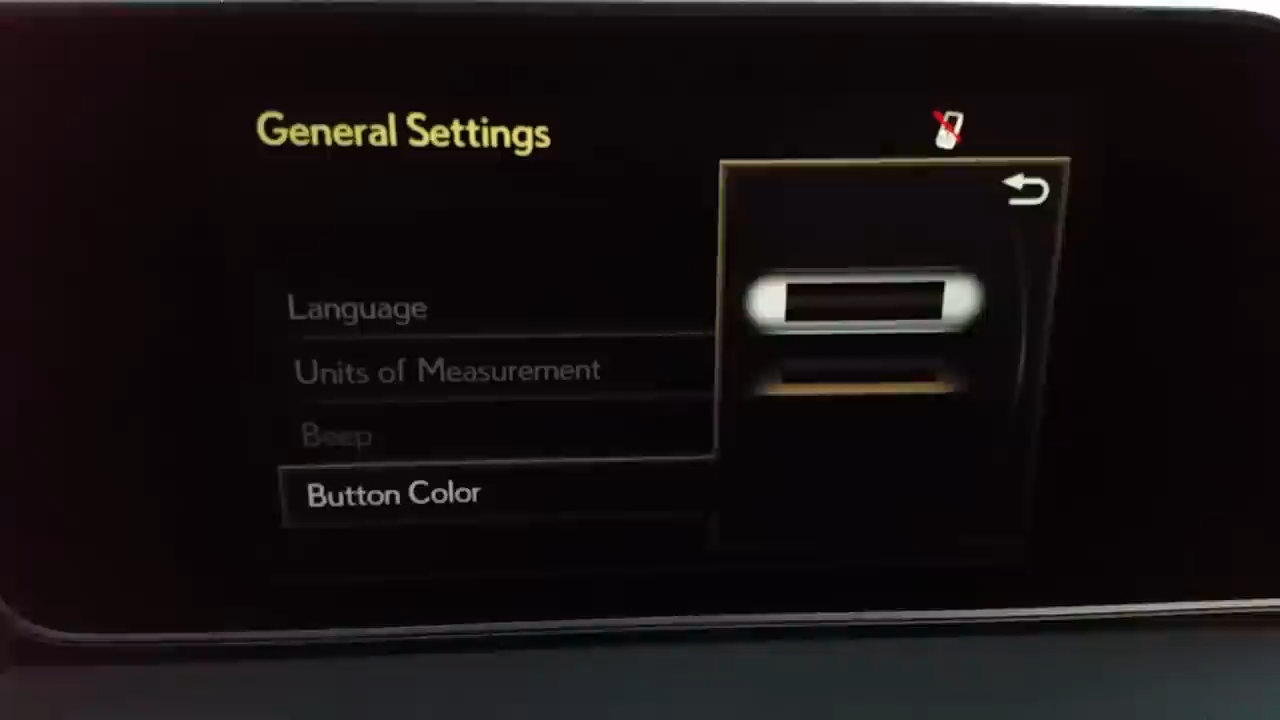 General Settings
Language
Units of Measurement
Beep
Button Color